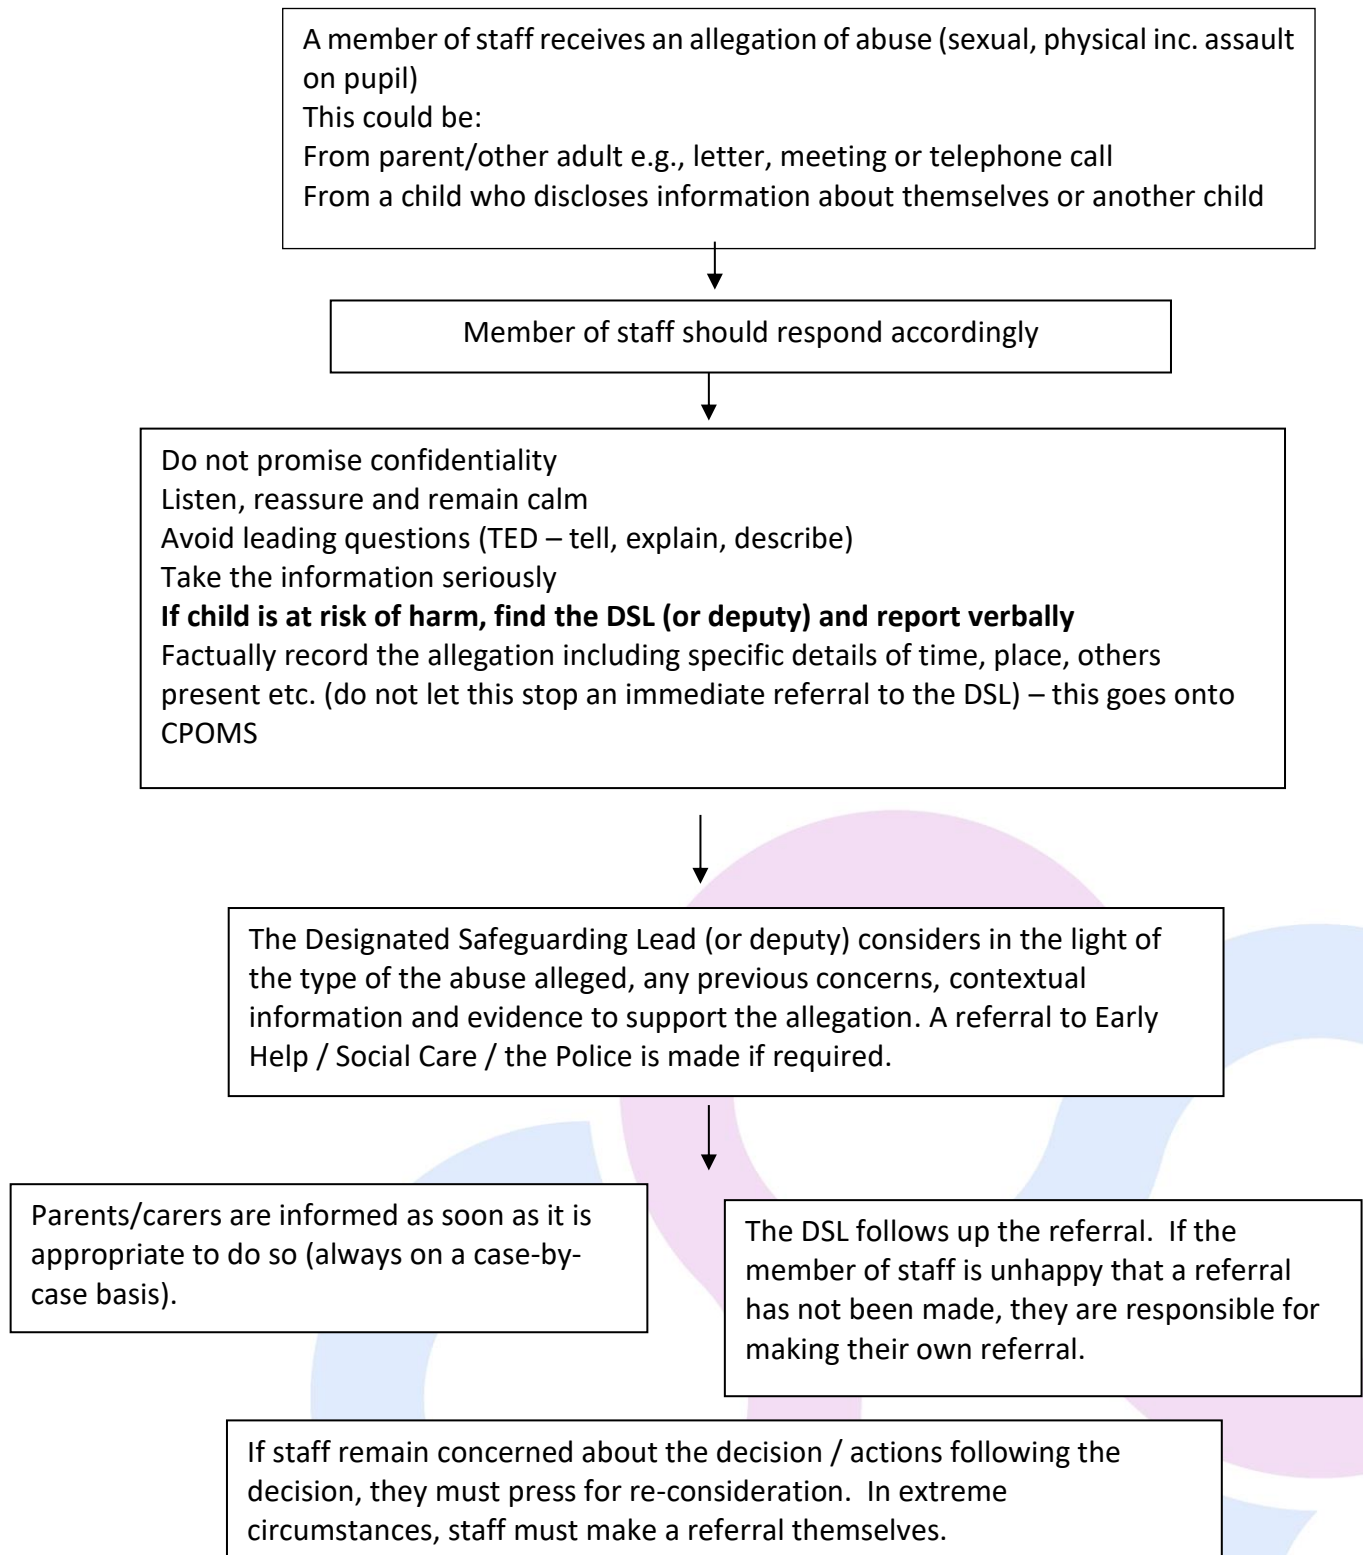 A member of staff receives an allegation of abuse (sexual, physical inc. assault
on pupil)
This could be:
From parent/other adult e.g., letter, meeting or telephone call
From a child who discloses information about themselves or another child
Member of staff should respond accordingly
Do not promise confidentiality
Listen, reassure and remain calm
Avoid leading questions (TED – tell, explain, describe)
Take the information seriously
If child is at risk of harm, find the DSL (or deputy) and report verbally
Factually record the allegation including specific details of time, place, others
present etc. (do not let this stop an immediate referral to the DSL) – this goes onto
CPOMS
The Designated Safeguarding Lead (or deputy) considers in the light of
the type of the abuse alleged, any previous concerns, contextual
information and evidence to support the allegation. A referral to Early
Help / Social Care / the Police is made if required.
Parents/carers are informed as soon as it is
appropriate to do so (always on a case-by-
case basis).
The DSL follows up the referral.  If the
member of staff is unhappy that a referral
has not been made, they are responsible for
making their own referral.
If staff remain concerned about the decision / actions following the
decision, they must press for re-consideration.  In extreme
circumstances, staff must make a referral themselves.